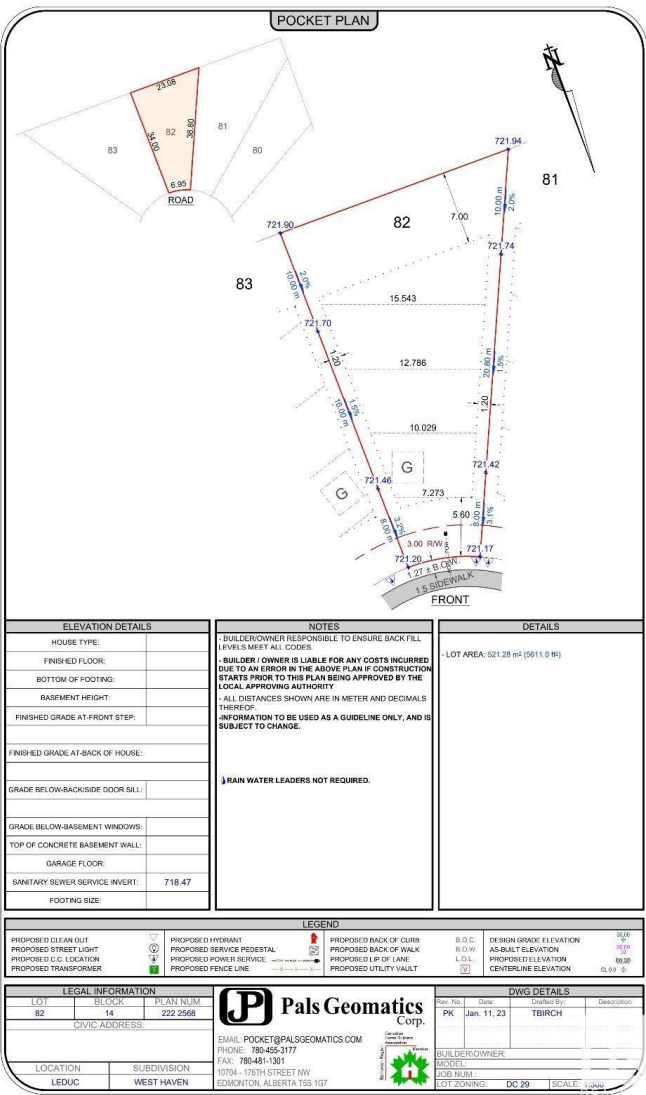 POCKET PLAN
23.08
34.00
82
38.80
81
83
80
6.95
ROAD
N
721.94
81
82
7.00
10.00 m
2.0%
721.90
721.74
83
10.00 m
2.0%
15.543
721.70
1.20
12.786
20.80 m
1.5%
16.00 m
1.5%
1.20
10.029
G
G
721.46
721.42
7.273
5.60
8.00 m
3.2%
8.00 m
3.1%
3.00 R/W
721.20
721.17
1.27 ± B.O.W.
1.5 SIDEWALK
FRONT
ELEVATION DETAILS
HOUSE TYPE:
FINISHED FLOOR:
BOTTOM OF FOOTING:
BASEMENT HEIGHT:
FINISHED GRADE AT-FRONT STEP:
FINISHED GRADE AT-BACK OF HOUSE:
GRADE BELOW-BACK/SIDE DOOR SILL:
GRADE BELOW-BASEMENT WINDOWS:
TOP OF CONCRETE BASEMENT WALL:
GARAGE FLOOR:
SANITARY SEWER SERVICE INVERT: 718.47
FOOTING SIZE:
NOTES
- BUILDER/OWNER RESPONSIBLE TO ENSURE BACK FILL
LEVELS MEET ALL CODES.
- BUILDER / OWNER IS LIABLE FOR ANY COSTS INCURRED
DUE TO AN ERROR IN THE ABOVE PLAN IF CONSTRUCTION
STARTS PRIOR TO THIS PLAN BEING APPROVED BY THE
LOCAL APPROVING AUTHORITY
- ALL DISTANCES SHOWN ARE IN METER AND DECIMALS
THEREOF.
-INFORMATION TO BE USED AS A GUIDELINE ONLY, AND IS
SUBJECT TO CHANGE.
RAIN WATER LEADERS NOT REQUIRED.
DETAILS
- LOT AREA: 521.28 m² (5611.0 ft²)
LEGEND
PROPOSED CLEAN OUT
PROPOSED STREET LIGHT
PROPOSED C.C. LOCATION
PROPOSED TRANSFORMER T
PROPOSED HYDRANT
PROPOSED SERVICE PEDESTAL
PROPOSED POWER SERVICE
PROPOSED FENCE LINE
PROPOSED BACK OF CURB B.O.C.
PROPOSED BACK OF WALK B.O.W.
PROPOSED LIP OF LANE L.O.L.
PROPOSED UTILITY VAULT V
DESIGN GRADE ELEVATION 00.00
AS-BUILT ELEVATION
PROPOSED ELEVATION
CENTERLINE ELEVATION CL 0.0
LEGAL INFORMATION
LOT BLOCK PLAN NUM.
82 14 222 2568
CIVIC ADDRESS:
LOCATION SUBDIVISION
LEDUC WEST HAVEN
JP Pals Geomatics
Corp.
EMAIL: POCKET@PALSGEOMATICS.COM
PHONE: 780-455-3177
FAX: 780-481-1301
10704 - 176TH STREET NW
EDMONTON, ALBERTA T5S 1G7
Canadian
Home Builders
Association
Member
DWG DETAILS
Rev. No. Date: Drafted By: Description
PK Jan. 11, 23 TBIRCH
BUILDER\OWNER:
MODEL:
JOB NUM.:
LOT ZONING: DC 29 SCALE: 1:300